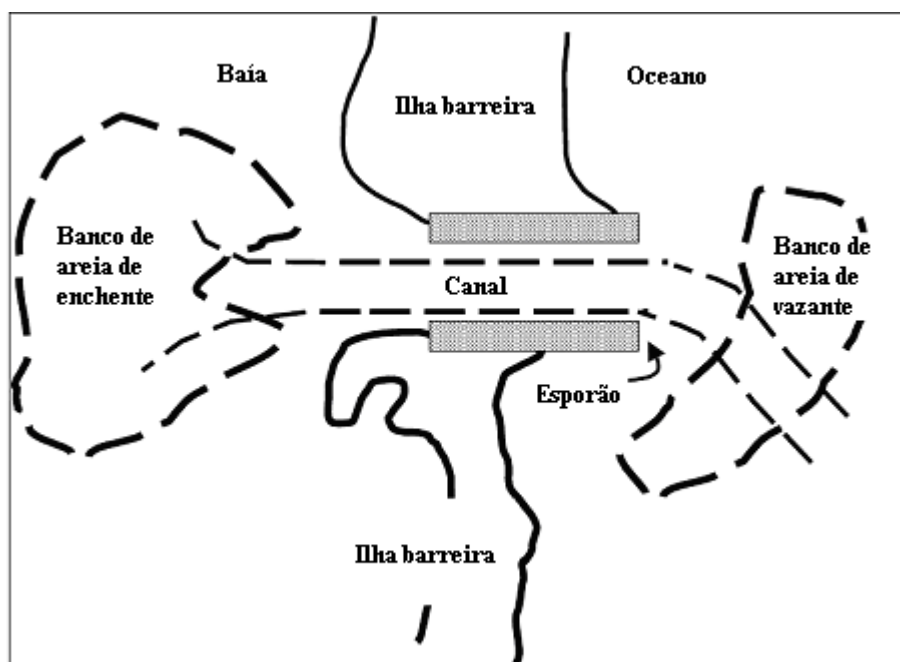 Baía
Oceano
Ilha barreira
Banco de
areia de
enchente
Banco de
areia de
vazante
Canal
Esporão
Ilha barreira